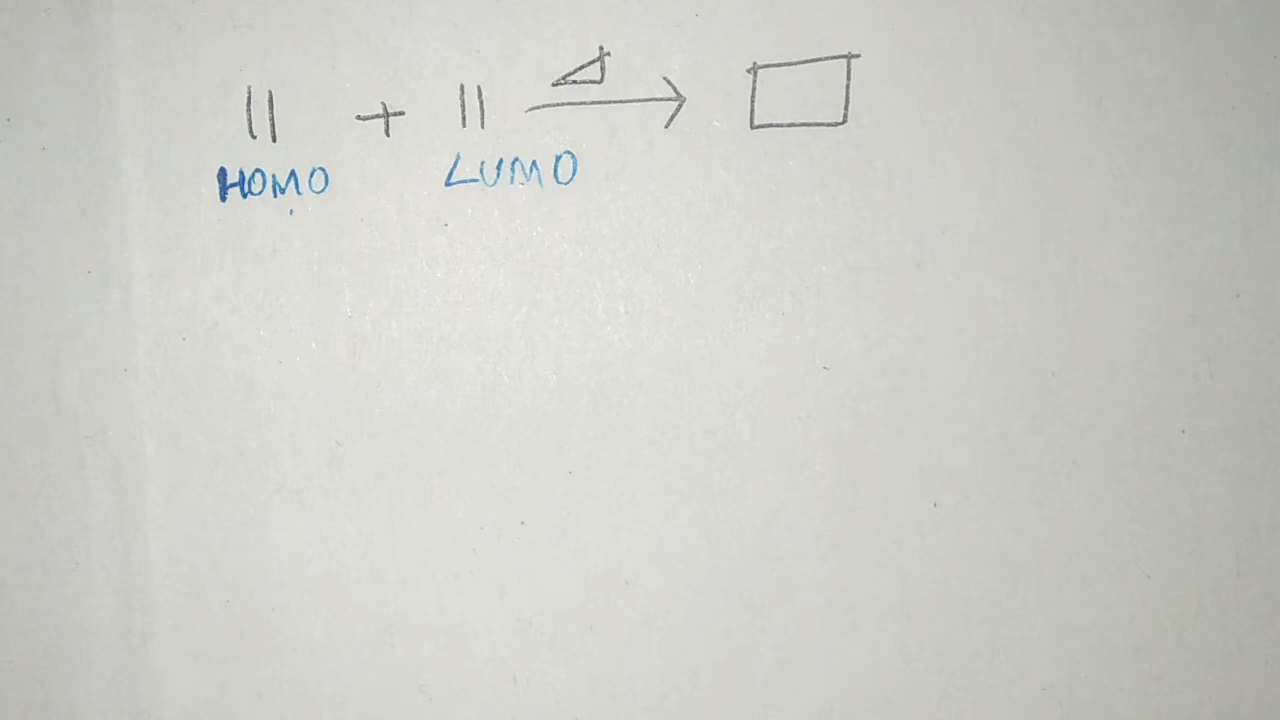 || + || Δ → □
HOMO LUMO